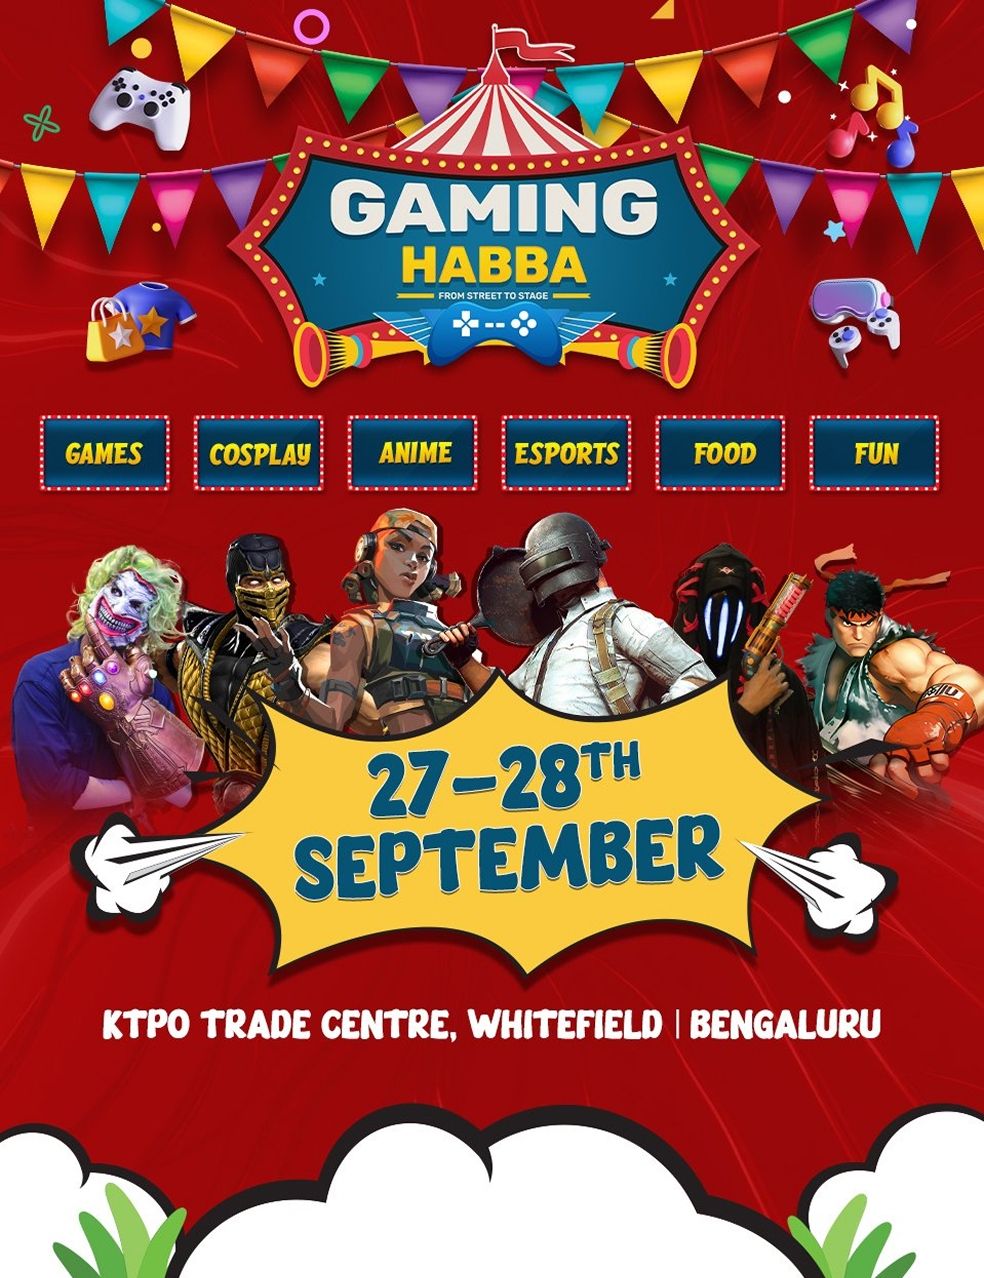 GAMING
HABBA
FROM STREET TO STAGE
GAMES
COSPLAY
ANIME
ESPORTS
FOOD
FUN
27-28TH
SEPTEMBER
KTPO TRADE CENTRE, WHITEFIELD | BENGALURU